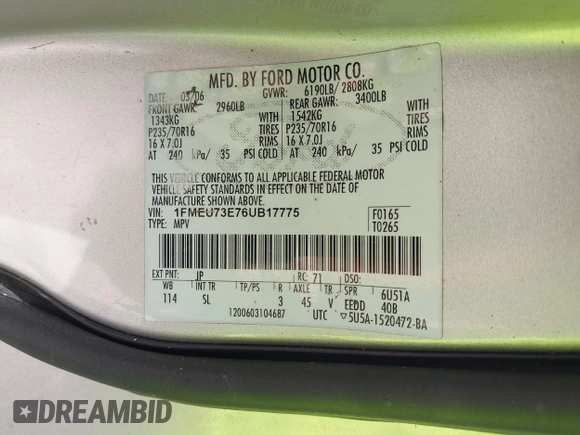 MFD. BY FORD MOTOR CO.
DATE: 03/06 GVWR: 6190LB/ 2808KG
FRONT GAWR: 2960LB REAR GAWR: 3400LB
1343KG WITH 1542KG WITH
P235/70R16 TIRES P235/70R16 TIRES
16 X 7.0J RIMS 16 X 7.0J RIMS
AT 240 kPa/ 35 PSI COLD AT 240 kPa/ 35 PSI COLD
THIS VEHICLE CONFORMS TO ALL APPLICABLE FEDERAL MOTOR
VEHICLE SAFETY STANDARDS IN EFFECT ON THE DATE OF
MANUFACTURE SHOWN ABOVE.
VIN: 1FMEU73E76UB17775 F0165
TYPE: MPV T0265
EXT PNT: JP RC: 71 DSO:
WB INT TR TP/PS R AXLE TR SPR 6U51A
114 SL 3 45 V EEDD 40B
1200603104687 UTC ▽5U5A-1520472-BA
DREAMBID